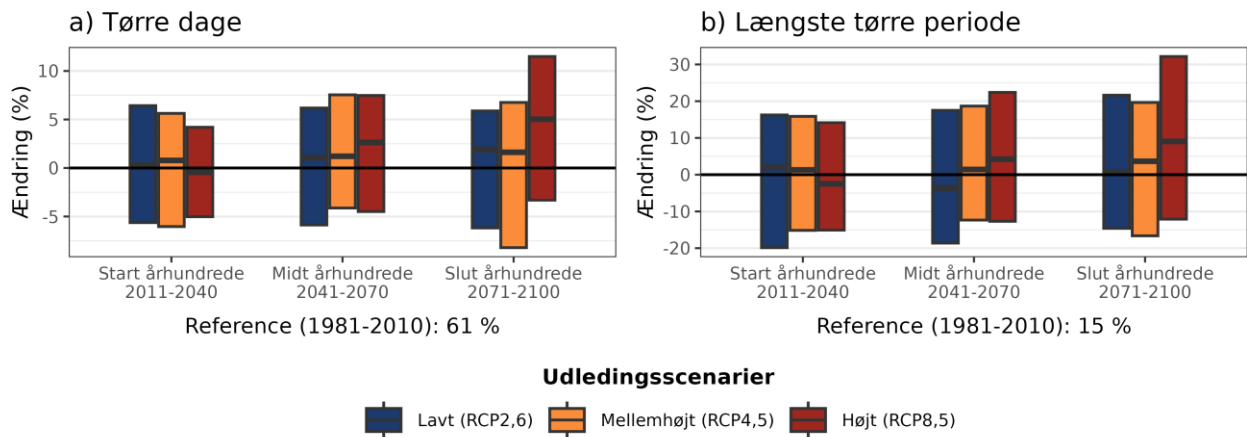 a) Tørre dage
Ændring (%)
10
5
0
-5
Start århundrede
2011-2040
Midt århundrede
2041-2070
Slut århundrede
2071-2100
Reference (1981-2010): 61 %
b) Længste tørre periode
Ændring (%)
30
20
10
0
-10
-20
Start århundrede
2011-2040
Midt århundrede
2041-2070
Slut århundrede
2071-2100
Reference (1981-2010): 15 %
Udledingsscenarier
Lavt (RCP2,6)
Mellemhøjt (RCP4,5)
Højt (RCP8,5)